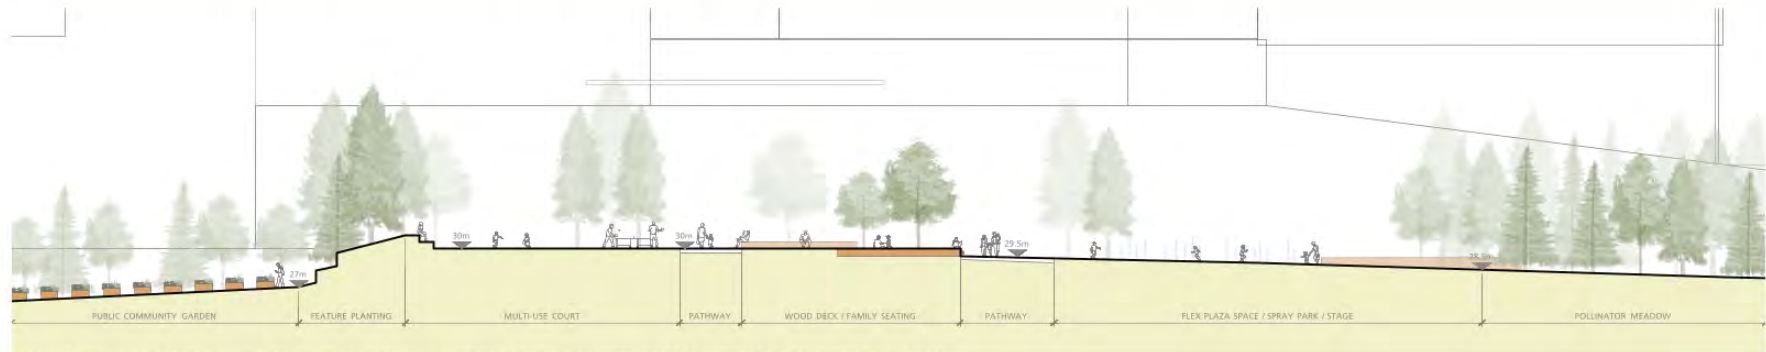 30m
30m
29.5m
28.5m
27m
PUBLIC COMMUNITY GARDEN
FEATURE PLANTING
MULTI-USE COURT
PATHWAY
WOOD DECK / FAMILY SEATING
PATHWAY
FLEX PLAZA SPACE / SPRAY PARK / STAGE
POLLINATOR MEADOW